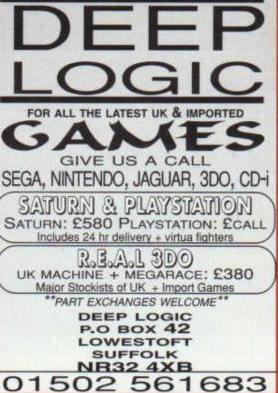 DEEP
LOGIC
FOR ALL THE LATEST UK & IMPORTED
GAMES
GIVE US A CALL
SEGA, NINTENDO, JAGUAR, 3DO, CD-i
SATURN & PLAYSTATION
SATURN: £580 PLAYSTATION: £CALL
Includes 24 hr delivery + virtua fighters
R.E.A.L 3DO
UK MACHINE + MEGARACE: £380
Major Stockists of UK + Import Games
**PART EXCHANGES WELCOME**
DEEP LOGIC
P.O BOX 42
LOWESTOFT
SUFFOLK
NR32 4XB
01502 561683